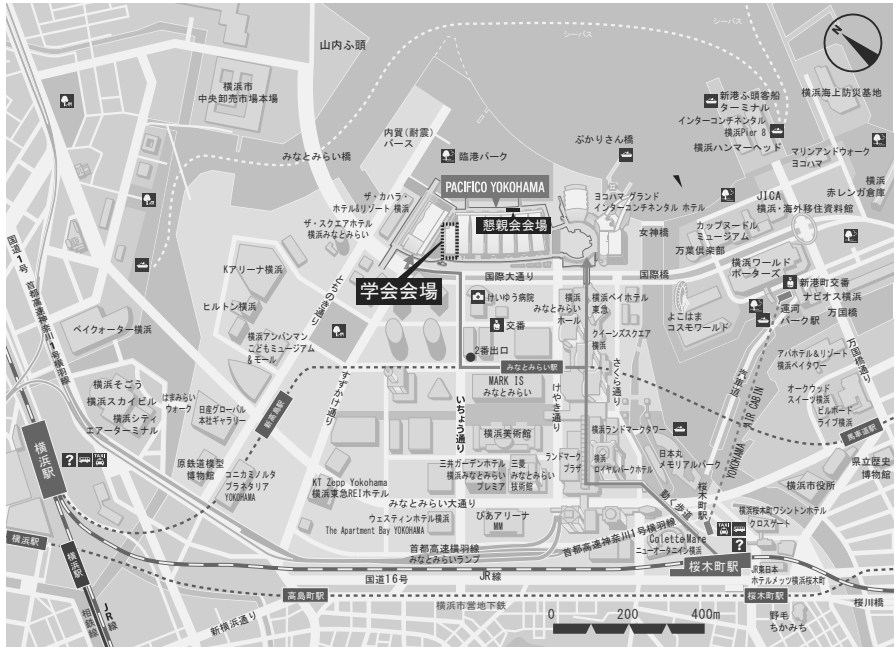 シーバス
シーバス
山内ふ頭
横浜市
中央卸売市場本場
内貿(耐震)
バース
みなとみらい橋
臨港パーク
ぷかりさん橋
新港ふ頭客船
ターミナル
インターコンチネンタル
横浜Pier 8
横浜ハンマーヘッド
横浜海上防災基地
マリンアンドウォーク
ヨコハマ
横浜
赤レンガ倉庫
PACIFICO YOKOHAMA
懇親会会場
学会会場
ザ・カハラ・
ホテル&リゾート 横浜
ザ・スクエアホテル
横浜みなとみらい
ヨコハマ グランド
インターコンチネンタル ホテル
JICA
横浜・海外移住資料館
カップヌードル
ミュージアム
女神橋
万葉倶楽部
横浜ワールド
ポーターズ
国際大通り
国際橋
新港町交番
ナビオス横浜
運河
パーク駅
万国橋
国道1号
首都高速神奈川1号横羽線
Kアリーナ横浜
とちのき通り
ヒルトン横浜
ベイクォーター横浜
横浜アンパンマン
こどもミュージアム
& モール
けいゆう病院
交番
2番出口
横浜
みなとみらい
ホール
横浜ベイホテル
東急
クイーンズスクエア
横浜
よこはま
コスモワールド
汽車道
YOKOHAMA AIR CABIN
万国橋通り
アパホテル&リゾート
横浜ベイタワー
オークウッド
スイーツ横浜
ビルボード
ライブ横浜
馬車道駅
みなとみらい駅
MARK IS
みなとみらい
すずかけ通り
いちょう通り
けやき通り
さくら通り
横浜そごう
横浜スカイビル
横浜シティ
エアーターミナル
はまみらい
ウォーク
日産グローバル
本社ギャラリー
新高島駅
横浜駅
?
TAXI
原鉄道模型
博物館
コニカミノルタ
プラネタリア
YOKOHAMA
KT Zepp Yokohama
横浜東急REIホテル
横浜美術館
三井ガーデンホテル
横浜みなとみらい
プレミア
三菱
みなとみらい
技術館
ランドマーク
プラザ
横浜ランドマークタワー
横浜
ロイヤルパークホテル
日本丸
メモリアルパーク
動く歩道
桜木町駅
県立歴史
博物館
横浜市役所
横浜桜木町ワシントンホテル
クロスゲート
TAXI
?
みなとみらい大通り
ウェスティンホテル横浜
The Apartment Bay YOKOHAMA
ぴあアリーナ
MM
首都高速横羽線
みなとみらいランプ
首都高速神奈川1号横羽線
Colette Mare
ニューオータニイン横浜
桜木町駅
JR東日本
ホテルメッツ横浜桜木町
横浜駅
横浜駅
相鉄線
JR線
国道16号
JR線
高島町駅
横浜市営地下鉄
新横浜通り
桜木町駅
桜川橋
野毛
ちかみち
0 200 400m